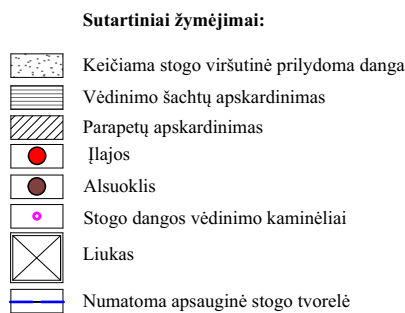 Sutartiniai žymėjimai:
Keičiama stogo viršutinė prilydoma danga
Vėdinimo šachtų apskardinimas
Parapetų apskardinimas
Įlajos
Alsuoklis
Stogo dangos vėdinimo kaminėliai
Liukas
Numatoma apsauginė stogo tvorelė